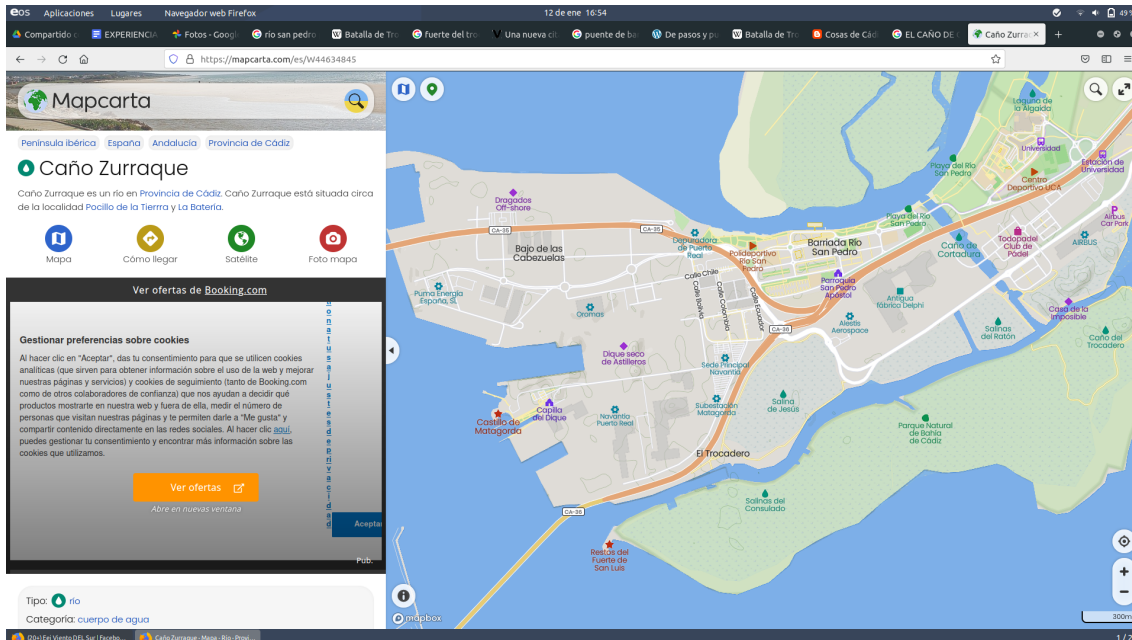 eos Aplicaciones Lugares Navegador web Firefox 12 de ene 16:54 49%
Compartido c EXPERIENCIA Fotos - Googl río san pedro Batalla de Tro fuerte del tro Una nueva cit puente de ba De pasos y pu Batalla de Tro Cosas de Cád EL CAÑO DE Caño Zurrac
https://mapcarta.com/es/W44634845
Mapcarta
Península ibérica España Andalucía Provincia de Cádiz
Caño Zurraque
Caño Zurraque es un río en Provincia de Cádiz. Caño Zurraque está situada circa
de la localidad Pocillo de la Tierrra y La Batería.
Mapa Cómo llegar Satélite Foto mapa
Ver ofertas de Booking.com
Gestionar preferencias sobre cookies
Al hacer clic en "Aceptar", das tu consentimiento para que se utilicen cookies
analíticas (que sirven para obtener información sobre el uso de la web y mejorar
nuestras páginas y servicios) y cookies de seguimiento (tanto de Booking.com
como de otros colaboradores de confianza) que nos ayudan a decidir qué
productos mostrarte en nuestra web y fuera de ella, medir el número de
personas que visitan nuestras páginas y te permiten darle a "Me gusta" y
compartir contenido directamente en las redes sociales. Al hacer clic aquí,
puedes gestionar tu consentimiento y encontrar más información sobre las
cookies que utilizamos.
onatusajustesdeprivacidad
Aceptar
Ver ofertas
Abre en nuevas ventana
Pub.
Tipo: río
Categoría: cuerpo de agua
Laguna de
la Algaida
Universidad
Estación de
Universidad
Playa del Río
San Pedro
Centro
Deportivo UCA
Dragados
Off-shore
Playa del Río
San Pedro
Airbus
Car Park
CA-35
CA-35
Depuradora
de Puerto
Real
Polideportivo
Río San
Pedro
Barriada Río
San Pedro
Caño de
Cortadura
Todopadel
Club de
Pádel
AIRBUS
Bajo de las
Cabezuelas
Calle Chile
Calle Bolivia
Calle Colombia
Calle Ecuador
Parroquia
San Pedro
Apóstol
Puma Energía
España, SL
Oromas
Antigua
fábrica Delphi
Casa de la
Imposible
Alestis
Aerospace
CA-35
Salinas
del Ratón
Caño del
Trocadero
Dique seco
de Astilleros
Sede Principal
Navantia
Castillo de
Matagorda
Capilla
del Dique
Navantia
Puerto Real
Subestación
Matagorda
Salina
de Jesús
Parque Natural
de Bahía
de Cádiz
El Trocadero
Salinas del
Consulado
CA-35
Restos del
Fuerte de
San Luis
mapbox
300m
(20+) Eej Viento DEL Sur | Facebo... Caño Zurraque - Mapa - Río - Provi... 1 / 2